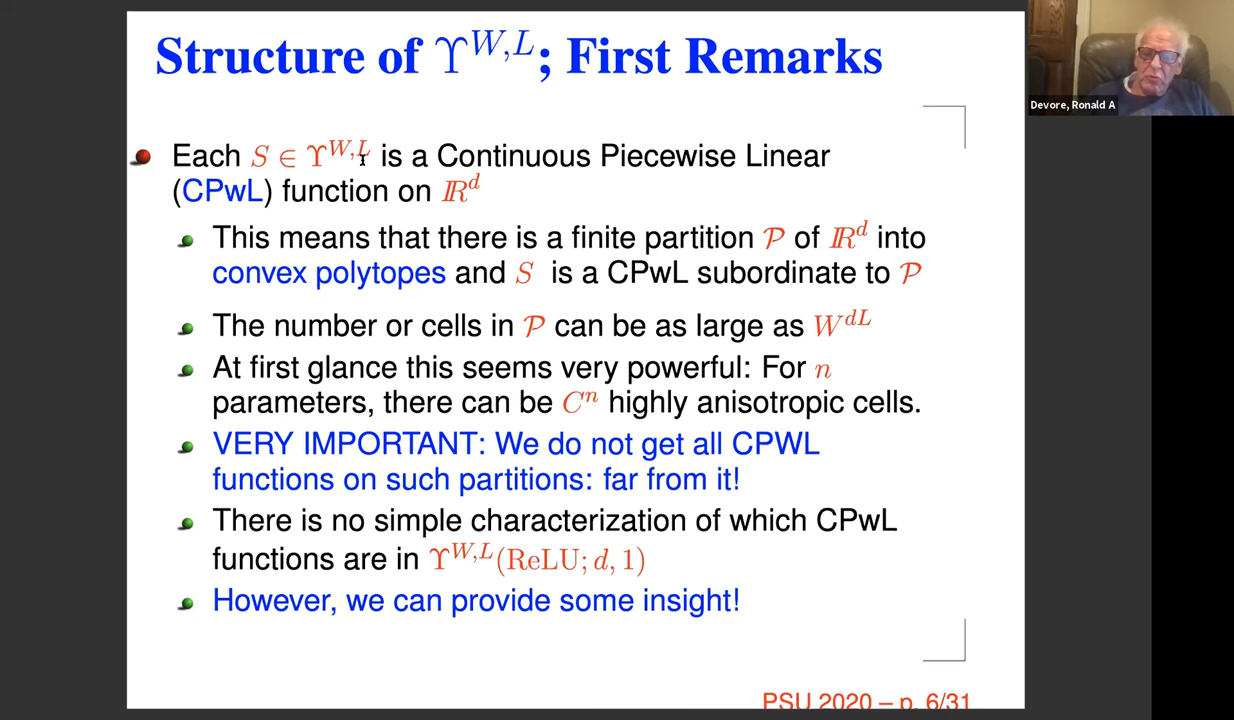 Structure of ϒ^{W,L}; First Remarks
Devore, Ronald A
Each S ∈ ϒ^{W,L} is a Continuous Piecewise Linear
(CPwL) function on ℝ^d
This means that there is a finite partition 𝒫 of ℝ^d into
convex polytopes and S is a CPwL subordinate to 𝒫
The number or cells in 𝒫 can be as large as W^{dL}
At first glance this seems very powerful: For n
parameters, there can be C^n highly anisotropic cells.
VERY IMPORTANT: We do not get all CPWL
functions on such partitions: far from it!
There is no simple characterization of which CPwL
functions are in ϒ^{W,L}(ReLU; d, 1)
However, we can provide some insight!
PSU 2020 – p. 6/31